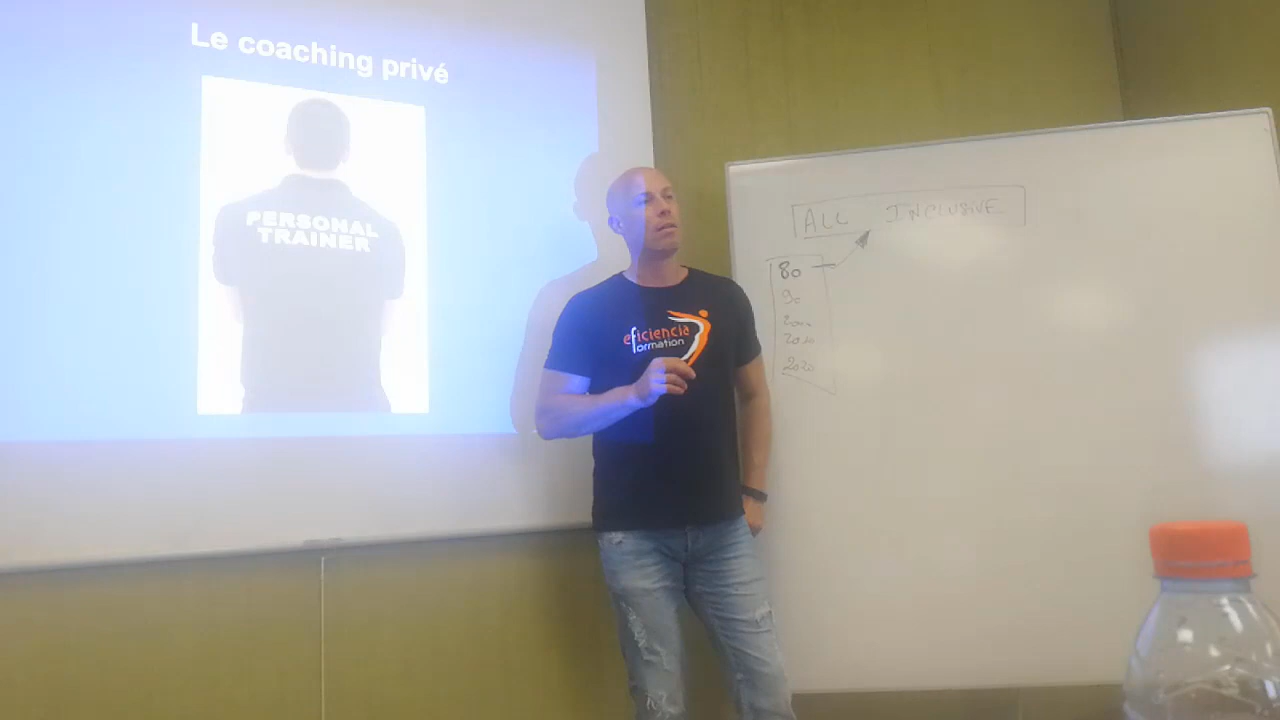 Le coaching privé
PERSONAL
TRAINER
eficiencia
formation
ALL INCLUSIVE
80
90
2000
2010
2020